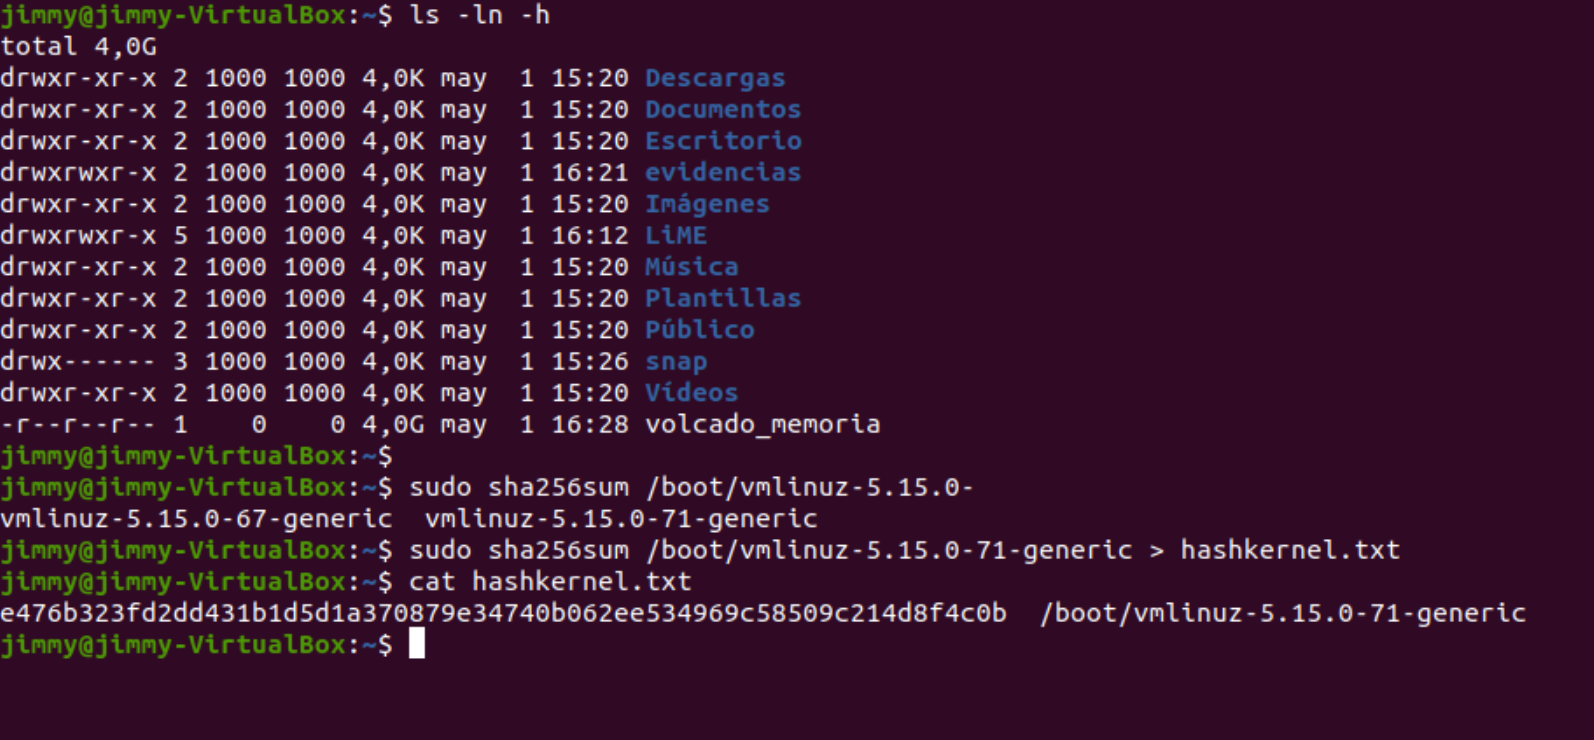 jimmy@jimmy-VirtualBox:~$ ls -ln -h
total 4,0G
drwxr-xr-x 2 1000 1000 4,0K may  1 15:20 Descargas
drwxr-xr-x 2 1000 1000 4,0K may  1 15:20 Documentos
drwxr-xr-x 2 1000 1000 4,0K may  1 15:20 Escritorio
drwxrwxr-x 2 1000 1000 4,0K may  1 16:21 evidencias
drwxr-xr-x 2 1000 1000 4,0K may  1 15:20 Imágenes
drwxrwxr-x 5 1000 1000 4,0K may  1 16:12 LiME
drwxr-xr-x 2 1000 1000 4,0K may  1 15:20 Música
drwxr-xr-x 2 1000 1000 4,0K may  1 15:20 Plantillas
drwxr-xr-x 2 1000 1000 4,0K may  1 15:20 Público
drwx------ 3 1000 1000 4,0K may  1 15:26 snap
drwxr-xr-x 2 1000 1000 4,0K may  1 15:20 Vídeos
-r--r--r-- 1    0    0 4,0G may  1 16:28 volcado_memoria
jimmy@jimmy-VirtualBox:~$
jimmy@jimmy-VirtualBox:~$ sudo sha256sum /boot/vmlinuz-5.15.0-
vmlinuz-5.15.0-67-generic  vmlinuz-5.15.0-71-generic
jimmy@jimmy-VirtualBox:~$ sudo sha256sum /boot/vmlinuz-5.15.0-71-generic > hashkernel.txt
jimmy@jimmy-VirtualBox:~$ cat hashkernel.txt
e476b323fd2dd431b1d5d1a370879e34740b062ee534969c58509c214d8f4c0b  /boot/vmlinuz-5.15.0-71-generic
jimmy@jimmy-VirtualBox:~$